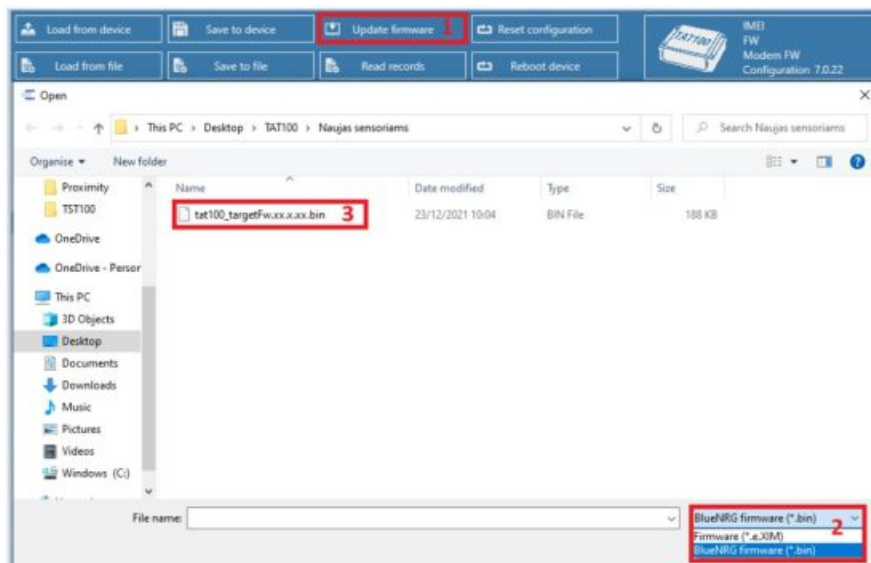 Load from device
Save to device
Update firmware 1
Reset configuration
Load from file
Save to file
Read records
Reboot device
TAT100
IMEI
FW
Modem FW
Configuration 7.0.22
Open
This PC › Desktop › TAT100 › Naujas sensoriams
Search Naujas sensoriams
Organise New folder
Proximity
TST100
OneDrive
OneDrive - Person
This PC
3D Objects
Desktop
Documents
Downloads
Music
Pictures
Videos
Windows (C:)
Name Date modified Type Size
tat100_targetFw.xx.x.xx.bin 3 23/12/2021 10:04 BIN File 188 KB
File name:
BlueNRG firmware (*.bin)
2
Firmware (*.e.XIM)
BlueNRG firmware (*.bin)